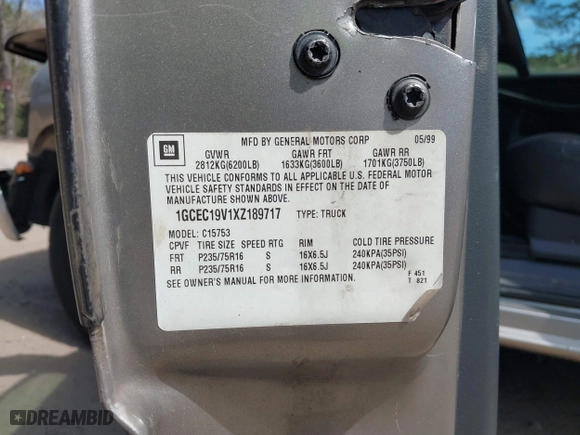 MFD BY GENERAL MOTORS CORP 05/99
GM
GVWR GAWR FRT GAWR RR
2812KG(6200LB) 1633KG(3600LB) 1701KG(3750LB)
THIS VEHICLE CONFORMS TO ALL APPLICABLE U.S. FEDERAL MOTOR
VEHICLE SAFETY STANDARDS IN EFFECT ON THE DATE OF
MANUFACTURE SHOWN ABOVE.
1GCEC19V1XZ189717 TYPE: TRUCK
MODEL: C15753
CPVF TIRE SIZE SPEED RTG RIM COLD TIRE PRESSURE
FRT P235/75R16 S 16X6.5J 240KPA(35PSI)
RR P235/75R16 S 16X6.5J 240KPA(35PSI)
SEE OWNER'S MANUAL FOR MORE INFORMATION.
F 451
T 821
DREAMBID